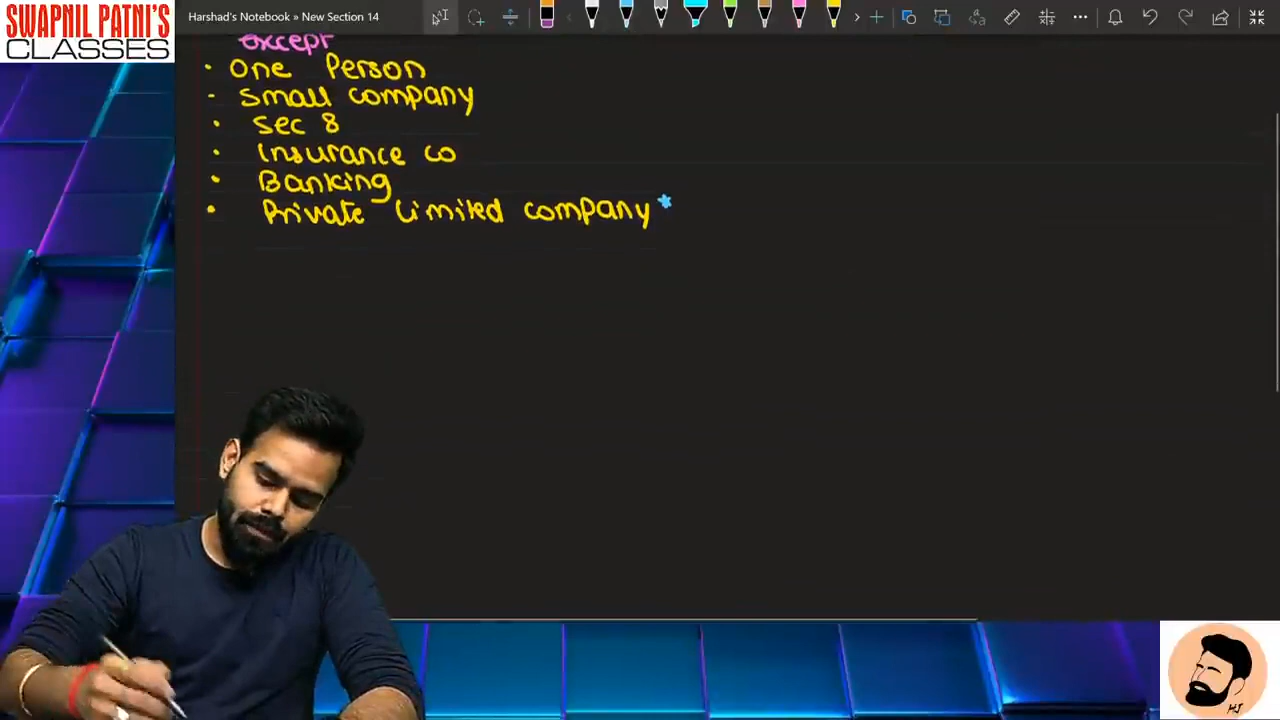 SWAPNIL PATNI'S
CLASSES
Harshad's Notebook » New Section 14
except
• One Person
- Small company
• Sec 8
• Insurance co
• Banking
• Private limited company *
HJ